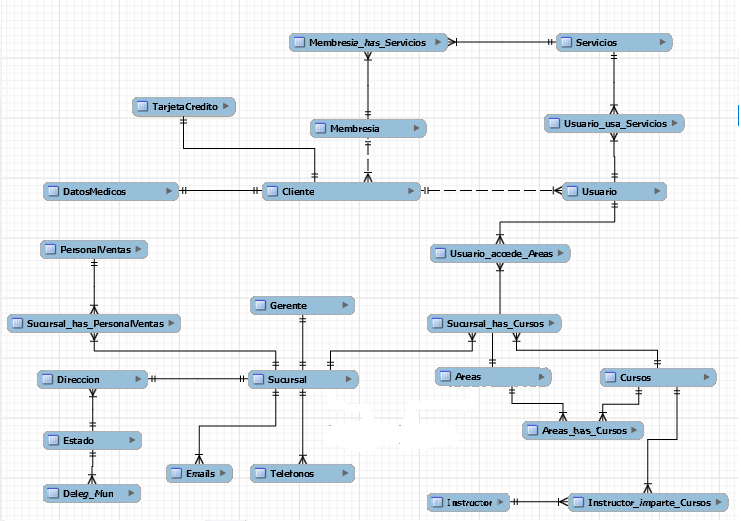 Membresia_has_Servicios
Servicios
TarjetaCredito
Membresia
Usuario_usa_Servicios
DatosMedicos
Cliente
Usuario
PersonalVentas
Usuario_accede_Areas
Gerente
Sucursal_has_PersonalVentas
Sucursal_has_Cursos
Direccion
Sucursal
Areas
Cursos
Estado
Areas_has_Cursos
Emails
Telefonos
Deleg_Mun
Instructor
Instructor_imparte_Cursos